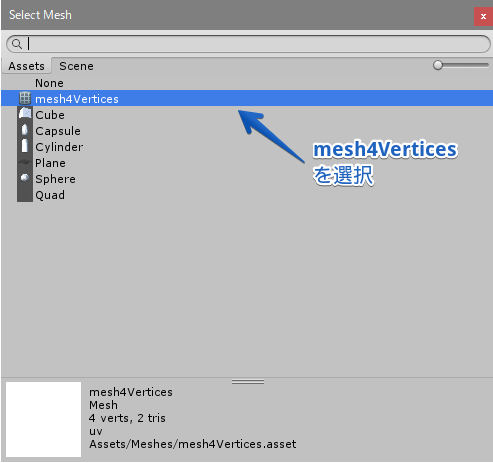 Select Mesh
x
Assets Scene
None
mesh4Vertices
Cube
Capsule
Cylinder
Plane
Sphere
Quad
mesh4Vertices
を選択
mesh4Vertices
Mesh
4 verts, 2 tris
uv
Assets/Meshes/mesh4Vertices.asset